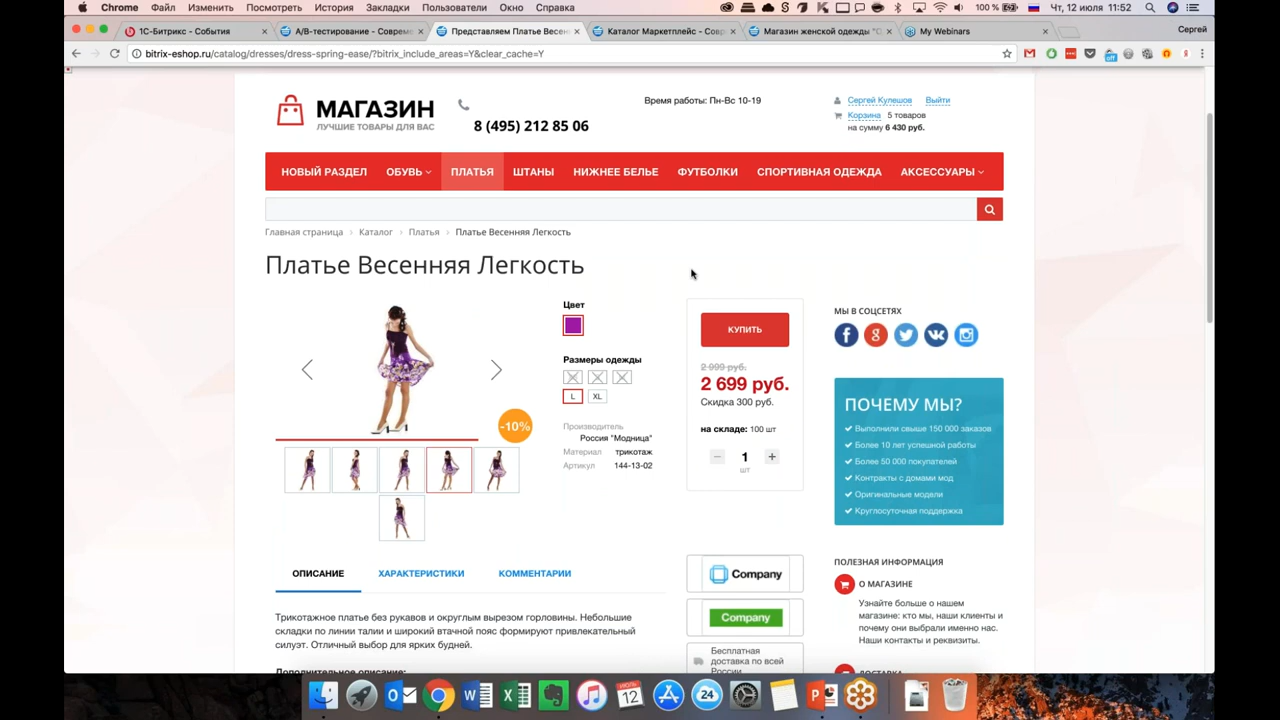 Chrome Файл Изменить Посмотреть История Закладки Пользователи Окно Справка
100 % Чт, 12 июля 11:52
1С-Битрикс - События
А/В-тестирование - Совреме
Представляем Платье Весен
Каталог Маркетплейс - Совр
Магазин женской одежды "О
My Webinars
Сергей
bitrix-eshop.ru/catalog/dresses/dress-spring-ease/?bitrix_include_areas=Y&clear_cache=Y
МАГАЗИН
ЛУЧШИЕ ТОВАРЫ ДЛЯ ВАС
8 (495) 212 85 06
Время работы: Пн-Вс 10-19
Сергей Кулешов Выйти
Корзина 5 товаров
на сумму 6 430 руб.
НОВЫЙ РАЗДЕЛ ОБУВЬ ПЛАТЬЯ ШТАНЫ НИЖНЕЕ БЕЛЬЕ ФУТБОЛКИ СПОРТИВНАЯ ОДЕЖДА АКСЕССУАРЫ
Главная страница Каталог Платья Платье Весенняя Легкость
Платье Весенняя Легкость
-10%
Цвет
Размеры одежды
L XL
Производитель
Россия "Модница"
Материал трикотаж
Артикул 144-13-02
КУПИТЬ
2 999 руб.
2 699 руб.
Скидка 300 руб.
на складе: 100 шт
− 1 +
шт
МЫ В СОЦСЕТЯХ
ПОЧЕМУ МЫ?
Выполнили свыше 150 000 заказов
Более 10 лет успешной работы
Более 50 000 покупателей
Контракты с домами мод
Оригинальные модели
Круглосуточная поддержка
ОПИСАНИЕ ХАРАКТЕРИСТИКИ КОММЕНТАРИИ
Трикотажное платье без рукавов и округлым вырезом горловины. Небольшие
складки по линии талии и широкий втачной пояс формируют привлекательный
силуэт. Отличный выбор для ярких будней.
Дополнительное описание:
Company
Company
Бесплатная
доставка по всей
России
ПОЛЕЗНАЯ ИНФОРМАЦИЯ
О МАГАЗИНЕ
Узнайте больше о нашем
магазине: кто мы, наши клиенты и
почему они выбрали именно нас.
Наши контакты и реквизиты.
ДОСТАВКА
12
24